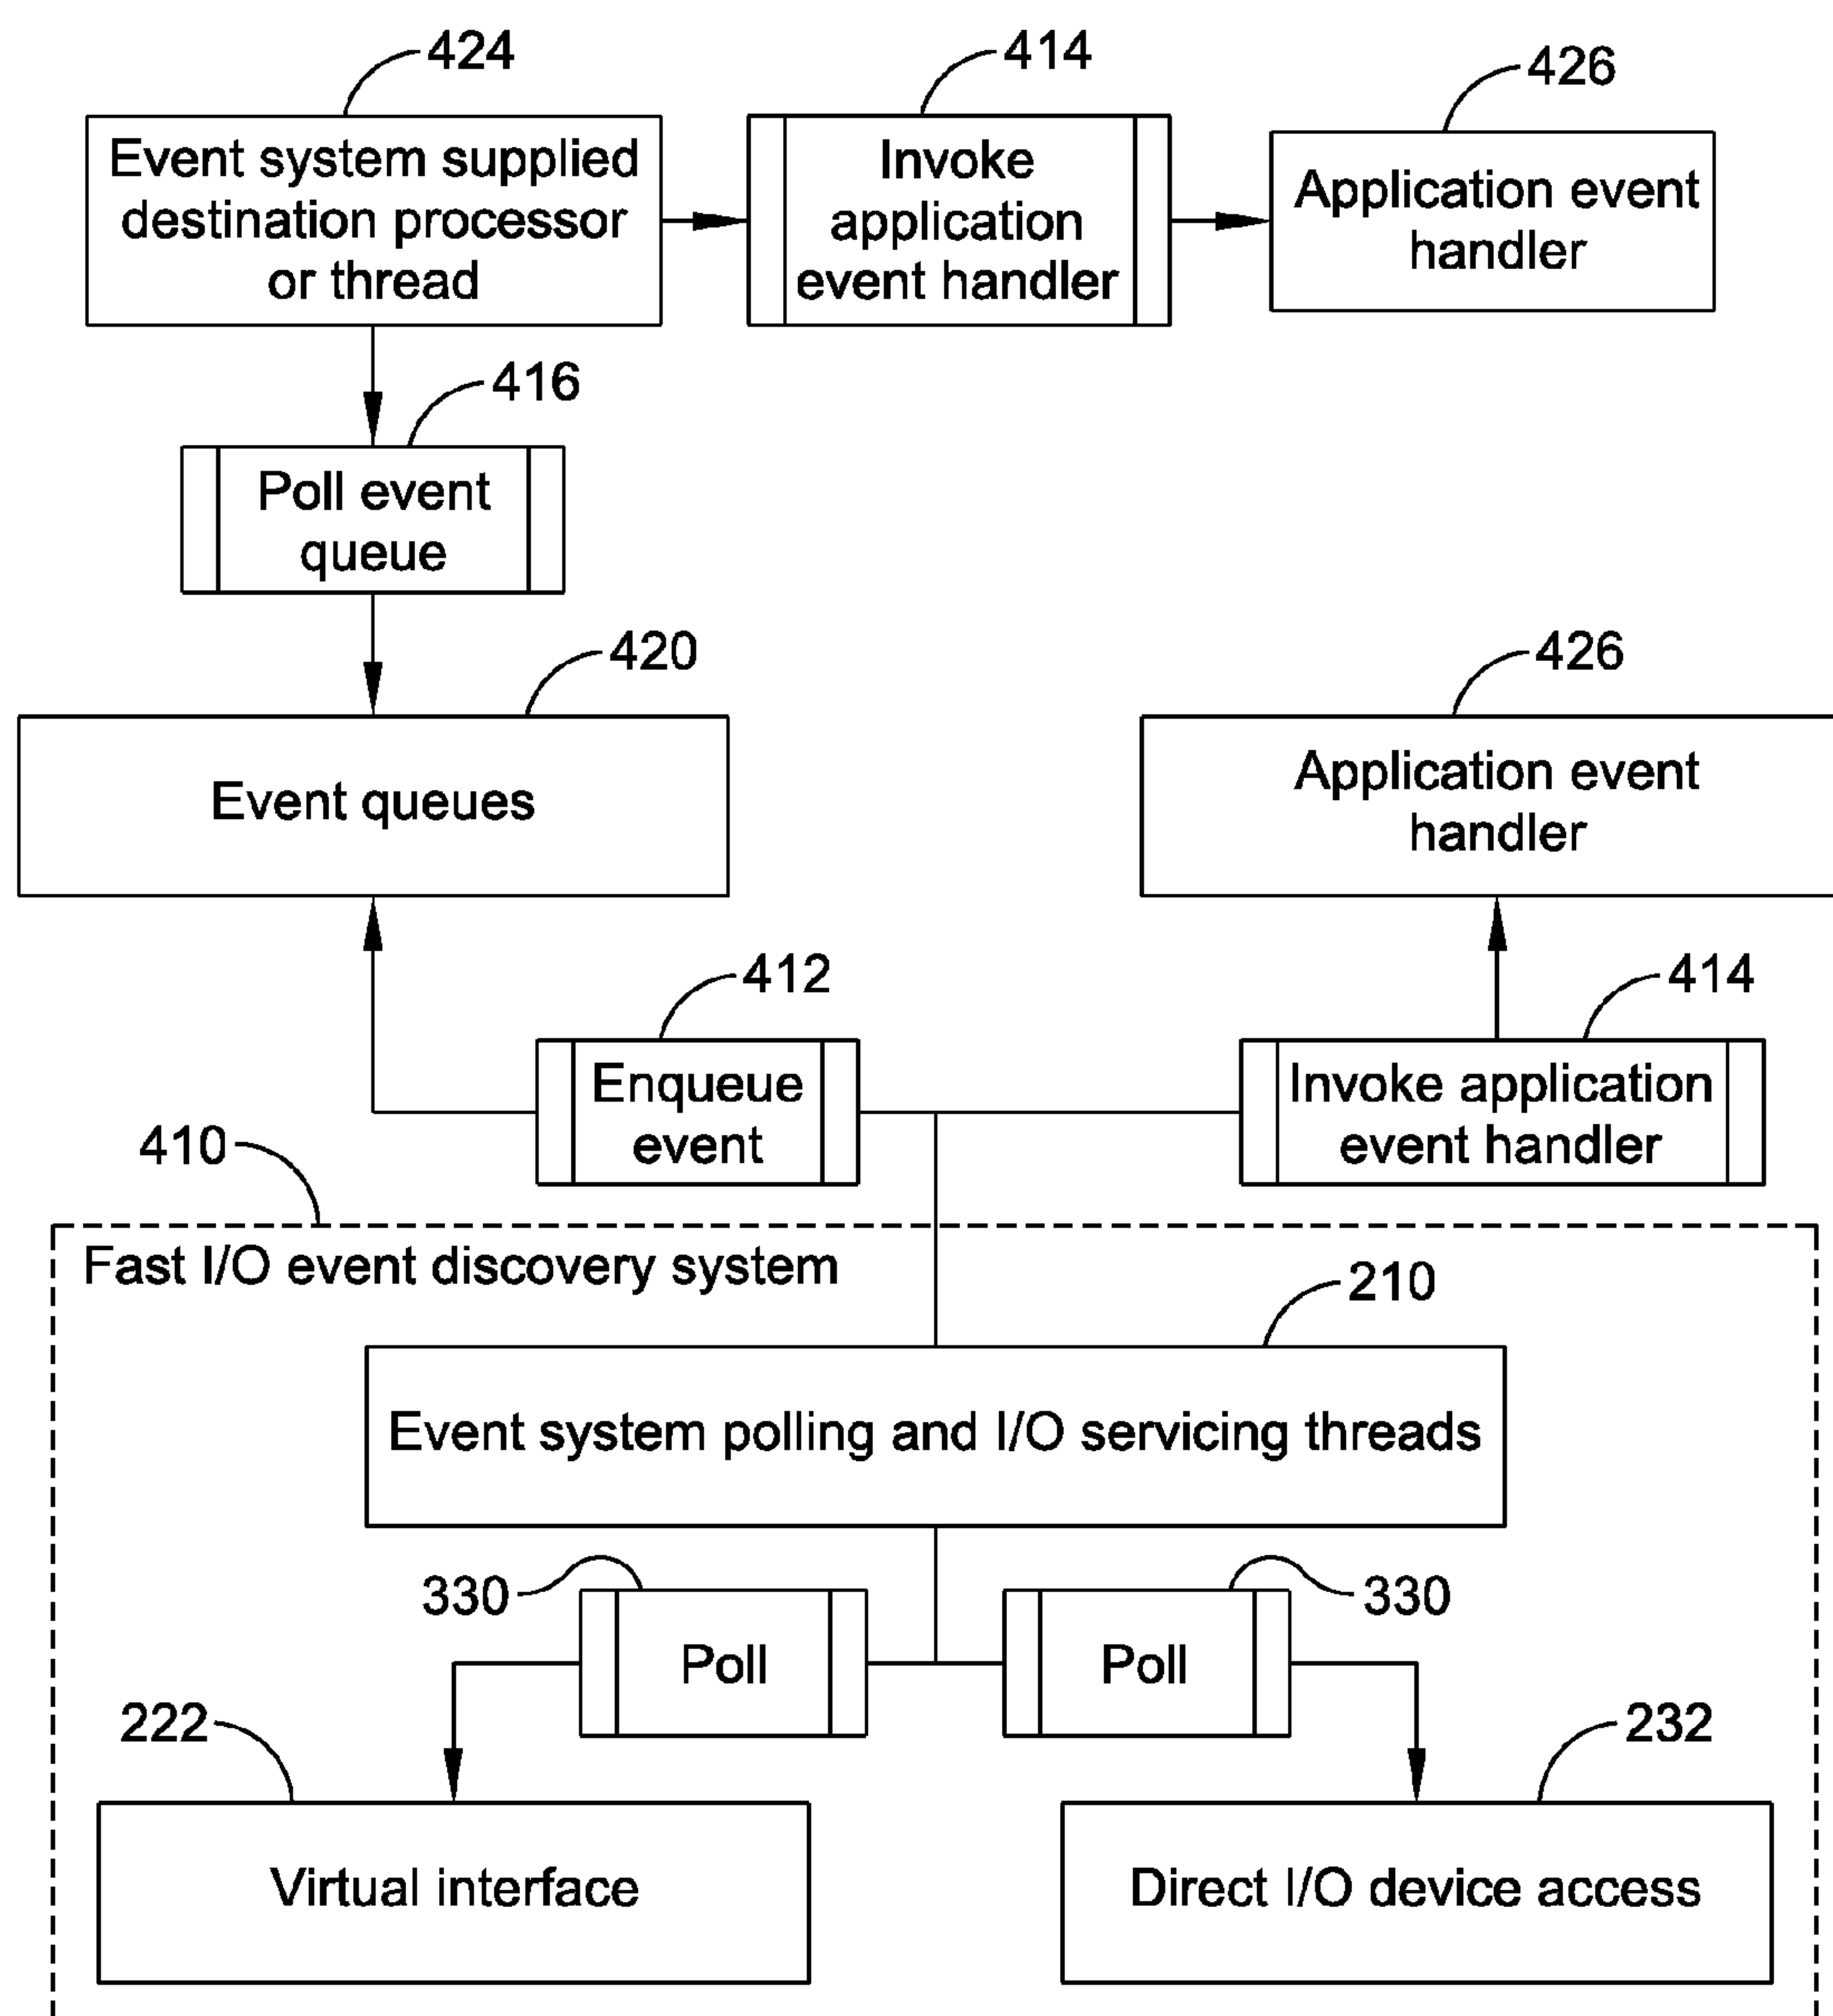 424
414
426
Event system supplied
destination processor
or thread
Invoke
application
event handler
Application event
handler
416
Poll event
queue
420
426
Event queues
Application event
handler
412
414
Enqueue
event
Invoke application
event handler
410
Fast I/O event discovery system
210
Event system polling and I/O servicing threads
330
330
Poll
Poll
222
232
Virtual interface
Direct I/O device access